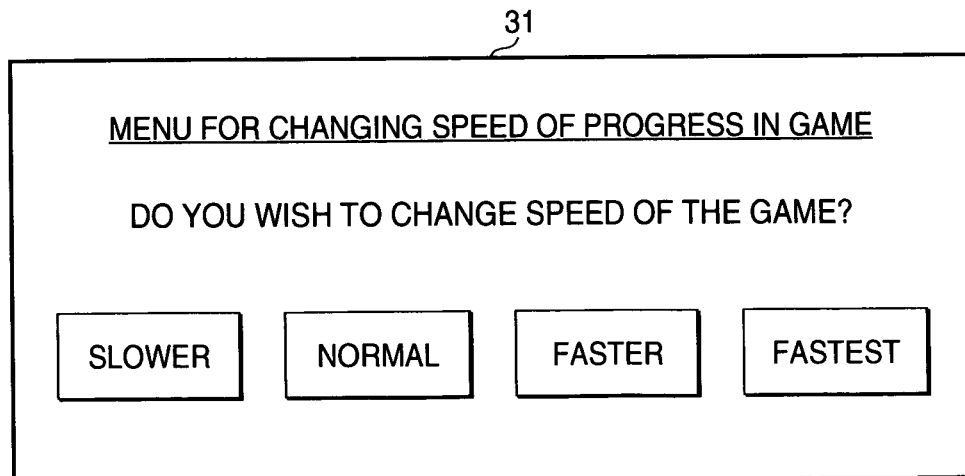 31
MENU FOR CHANGING SPEED OF PROGRESS IN GAME
DO YOU WISH TO CHANGE SPEED OF THE GAME?
SLOWER NORMAL FASTER FASTEST